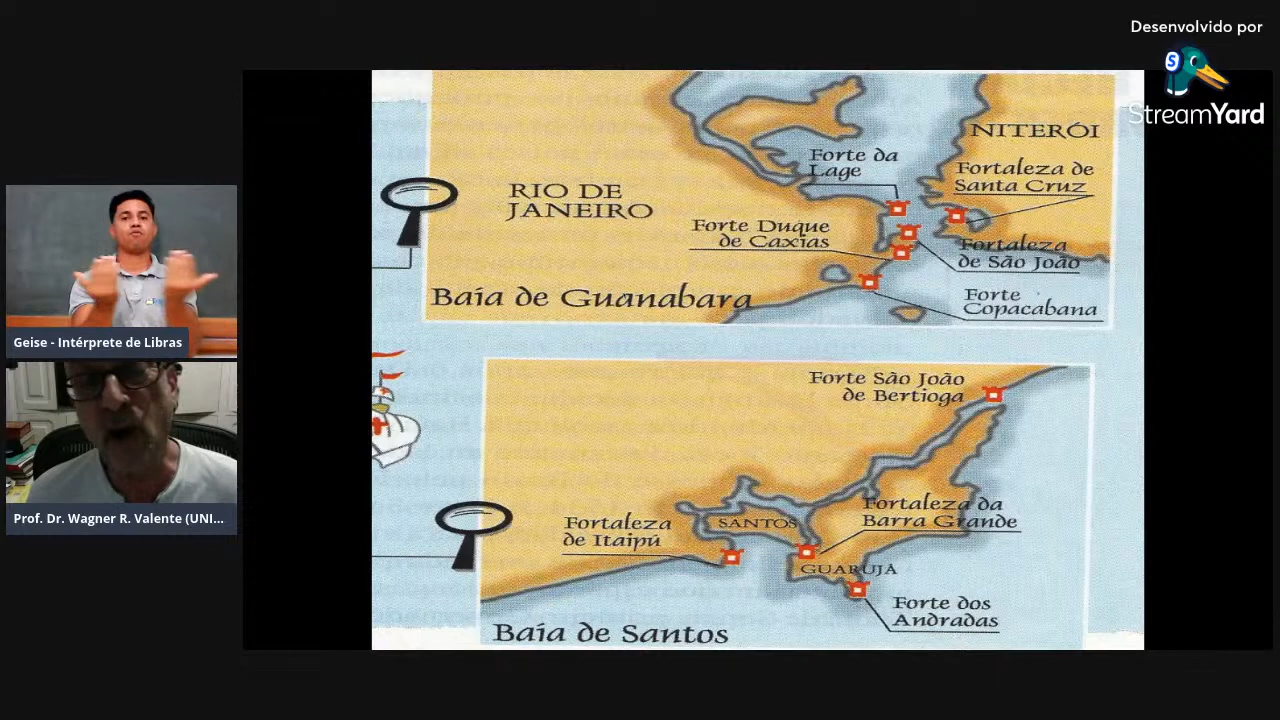 Desenvolvido por
StreamYard
NITERÓI
Forte da
Lage
Fortaleza de
Santa Cruz
RIO DE
JANEIRO
Forte Duque
de Caxias
Fortaleza
de São João
Baía de Guanabara
Forte
Copacabana
Geise - Intérprete de Libras
Forte São João
de Bertioga
Prof. Dr. Wagner R. Valente (UNI...
Fortaleza da
Barra Grande
SANTOS
Fortaleza
de Itaipú
GUARUJÁ
Forte dos
Andradas
Baía de Santos